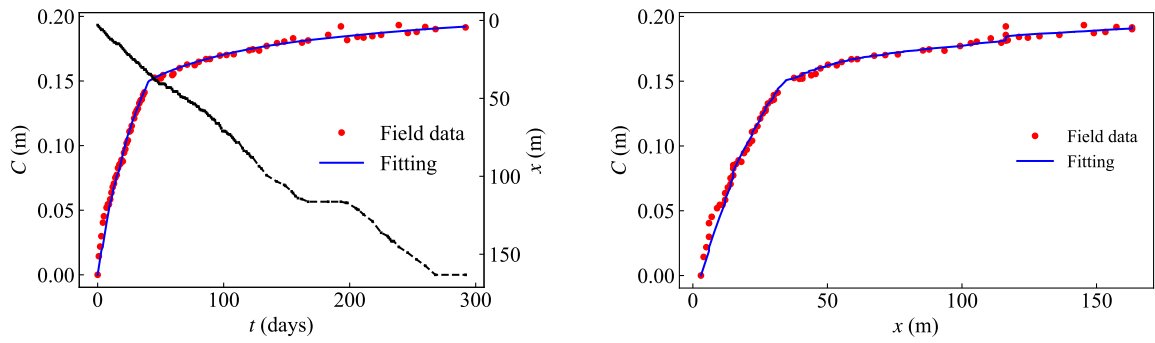 0.20
0.15
0.10
0.05
0.00
C (m)
0 100 200 300
t (days)
0
50
100
150
x (m)
Field data
Fitting
0.20
0.15
0.10
0.05
0.00
C (m)
0 50 100 150
x (m)
Field data
Fitting